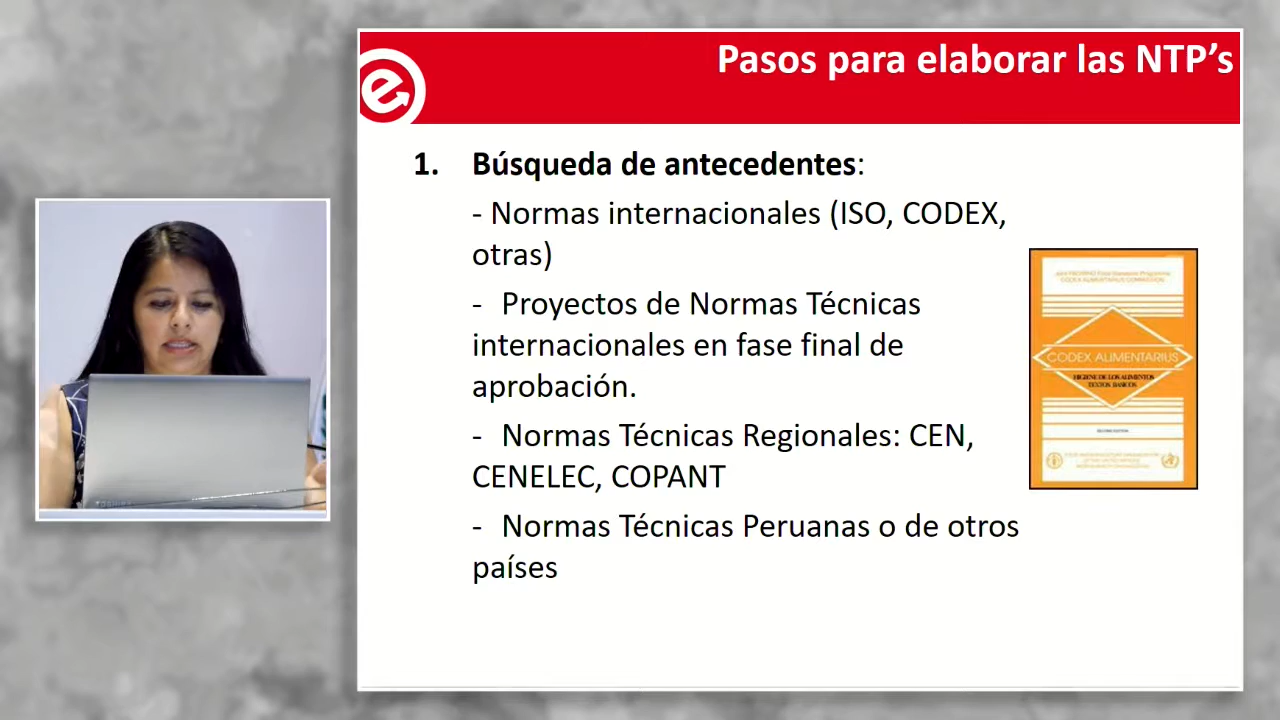 Pasos para elaborar las NTP’s
e
1. Búsqueda de antecedentes:
- Normas internacionales (ISO, CODEX,
otras)
- Proyectos de Normas Técnicas
internacionales en fase final de
aprobación.
- Normas Técnicas Regionales: CEN,
CENELEC, COPANT
- Normas Técnicas Peruanas o de otros
países
CODEX ALIMENTARIUS
HIGIENE DE LOS ALIMENTOS
TEXTOS BASICOS
TOSHIBA